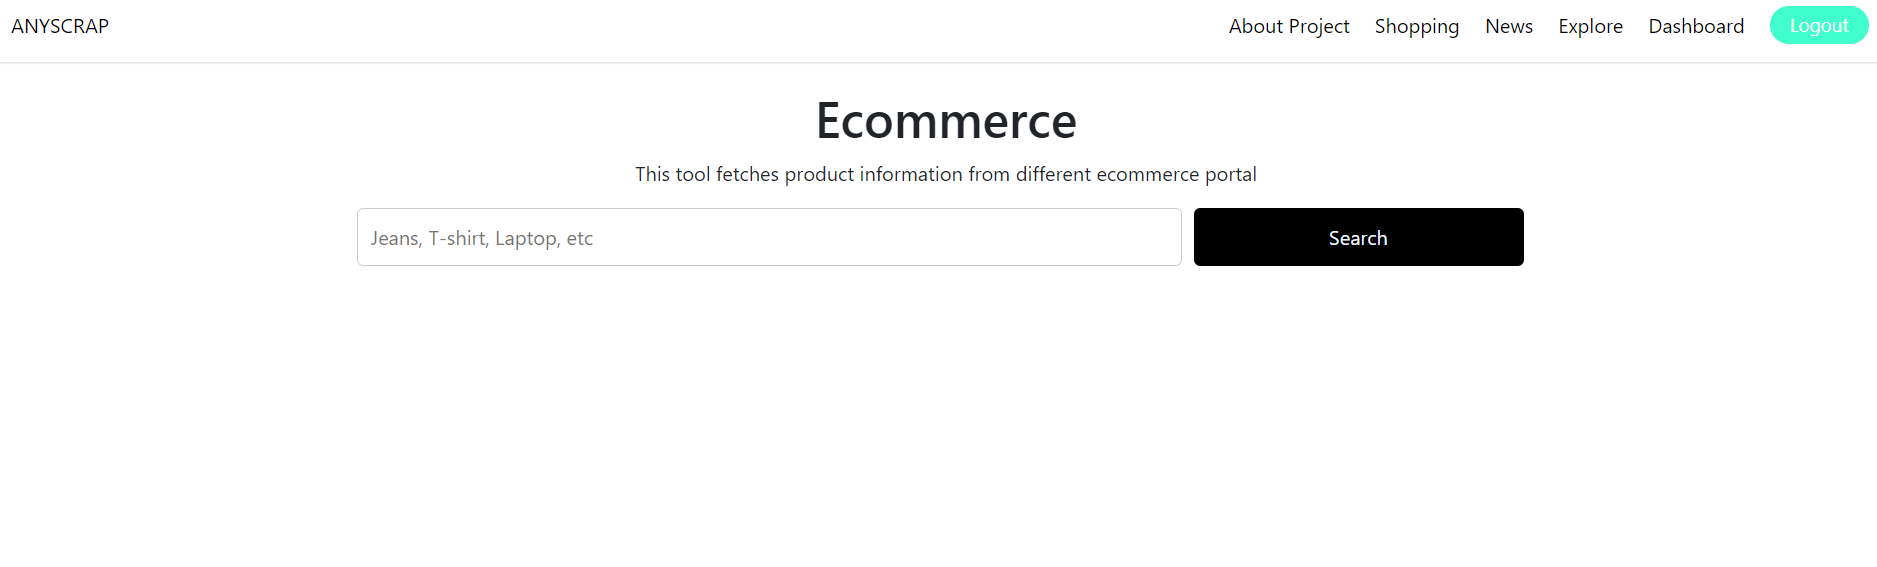 ANYSCRAP About Project Shopping News Explore Dashboard Logout
Ecommerce
This tool fetches product information from different ecommerce portal
Jeans, T-shirt, Laptop, etc Search